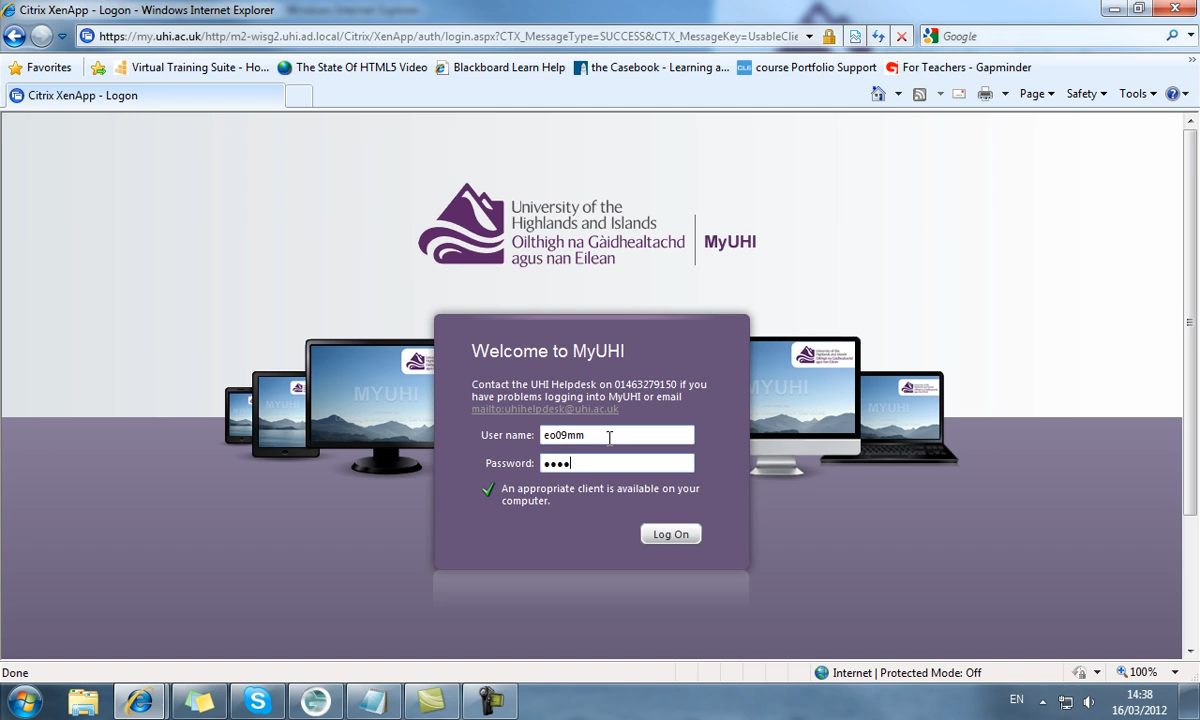 Citrix XenApp - Logon - Windows Internet Explorer
https://my.uhi.ac.uk/http/m2-wisg2.uhi.ad.local/Citrix/XenApp/auth/login.aspx?CTX_MessageType=SUCCESS&CTX_MessageKey=UsableClie
Google
Favorites
Virtual Training Suite - Ho...
The State Of HTML5 Video
Blackboard Learn Help
the Casebook - Learning a...
course Portfolio Support
For Teachers - Gapminder
Citrix XenApp - Logon
Page
Safety
Tools
University of the
Highlands and Islands
Oilthigh na Gàidhealtachd
agus nan Eilean
MyUHI
Welcome to MyUHI
Contact the UHI Helpdesk on 01463279150 if you
have problems logging into MyUHI or email
mailto:uhihelpdesk@uhi.ac.uk
User name: eo09mm
Password: ••••
An appropriate client is available on your
computer.
Log On
MYUHI
MYUHI
MYUHI
Done
Internet | Protected Mode: Off
100%
EN
14:38
16/03/2012